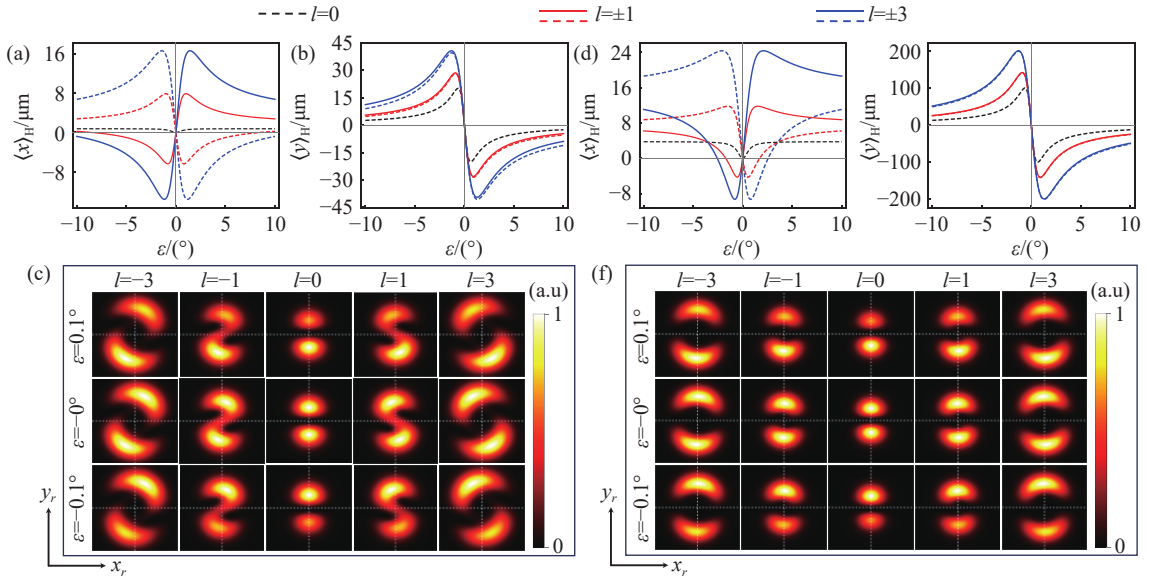 l=0 l=±1 l=±3
(a) (b) (d)
16 8 0 −8
⟨x⟩H/μm
−10 −5 0 5 10
ε/(°)
45 30 15 0 −15 −30 −45
⟨y⟩H/μm
−10 −5 0 5 10
ε/(°)
24 16 8 0 −8
⟨x⟩H/μm
−10 −5 0 5 10
ε/(°)
200 100 0 −100 −200
⟨y⟩H/μm
−10 −5 0 5 10
ε/(°)
(c) l=−3 l=−1 l=0 l=1 l=3
(a.u)
1
0
ε=0.1°
ε=−0°
ε=−0.1°
yr
xr
(f) l=−3 l=−1 l=0 l=1 l=3
(a.u)
1
0
ε=0.1°
ε=−0°
ε=−0.1°
yr
xr